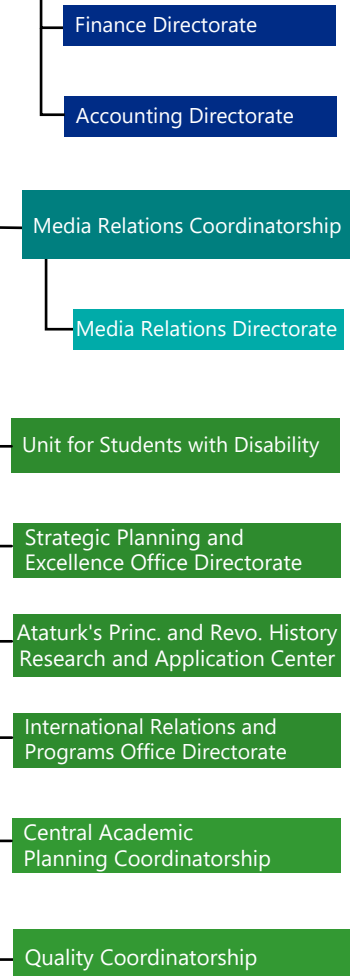 Finance Directorate
Accounting Directorate
Media Relations Coordinatorship
Media Relations Directorate
Unit for Students with Disability
Strategic Planning and
Excellence Office Directorate
Ataturk's Princ. and Revo. History
Research and Application Center
International Relations and
Programs Office Directorate
Central Academic
Planning Coordinatorship
Quality Coordinatorship